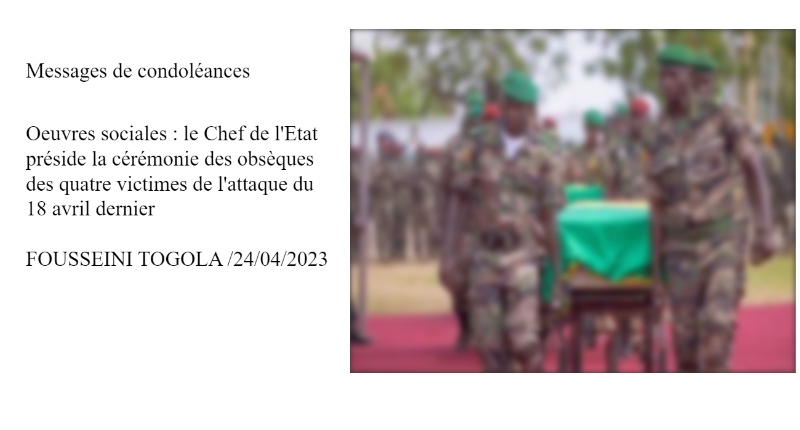 Messages de condoléances
Oeuvres sociales : le Chef de l'Etat
préside la cérémonie des obsèques
des quatre victimes de l'attaque du
18 avril dernier
FOUSSEINI TOGOLA /24/04/2023